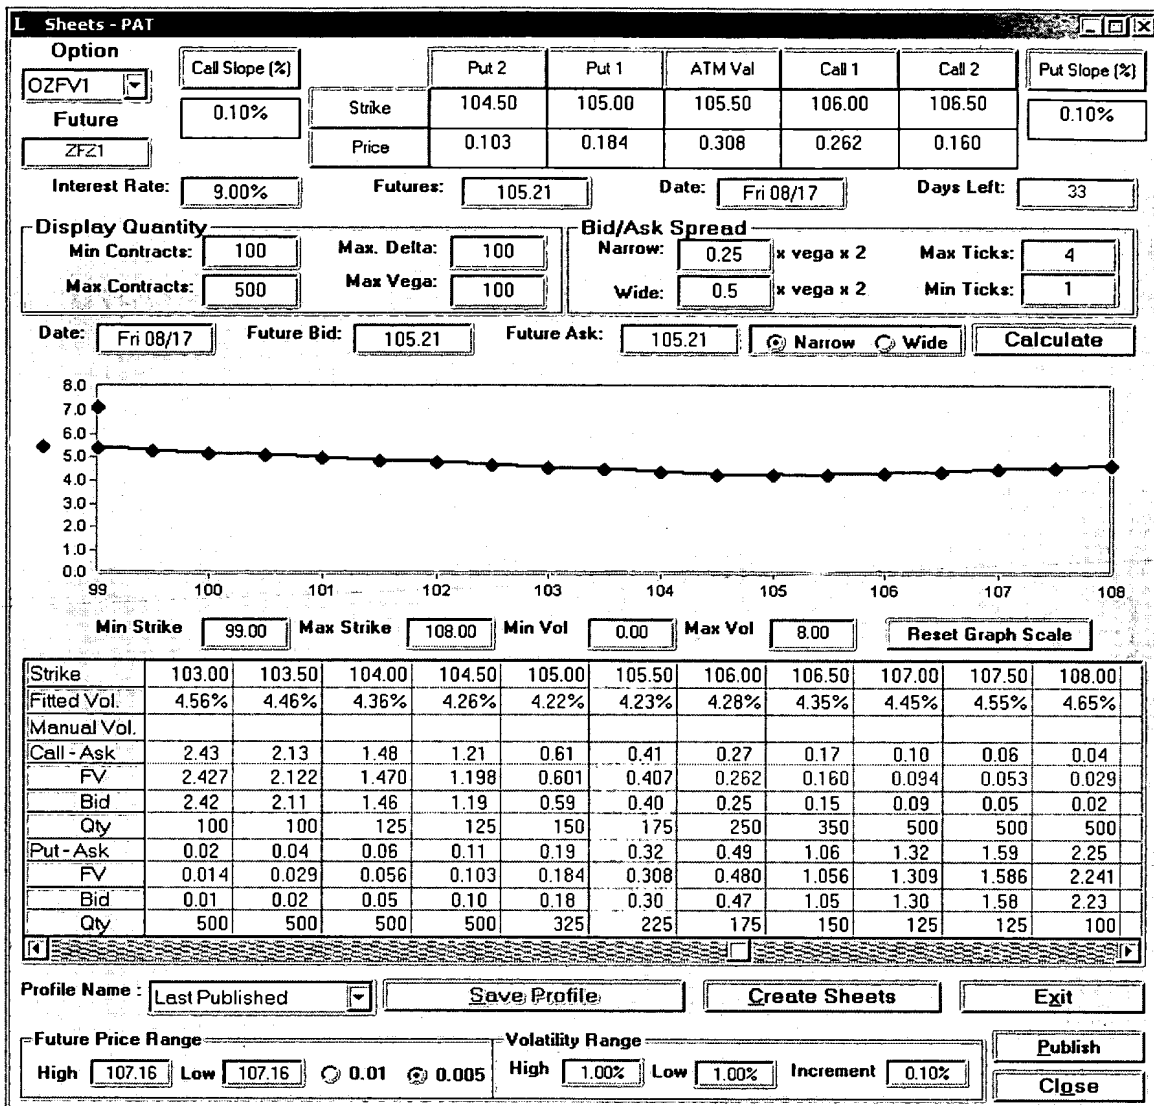 L Sheets - PAT
Option
OZFV1
Future
ZFZ1
Call Slope (%)
0.10%
Put 2 Put 1 ATM Val Call 1 Call 2
Strike 104.50 105.00 105.50 106.00 106.50
Price 0.103 0.184 0.308 0.262 0.160
Put Slope (%)
0.10%
Interest Rate: 9.00% Futures: 105.21 Date: Fri 08/17 Days Left: 33
Display Quantity
Min Contracts: 100 Max. Delta: 100
Max Contracts: 500 Max Vega: 100
Bid/Ask Spread
Narrow: 0.25 x vega x 2 Max Ticks: 4
Wide: 0.5 x vega x 2 Min Ticks: 1
Date: Fri 08/17 Future Bid: 105.21 Future Ask: 105.21 Narrow Wide Calculate
8.0
7.0
6.0
5.0
4.0
3.0
2.0
1.0
0.0
99 100 101 102 103 104 105 106 107 108
Min Strike 99.00 Max Strike 108.00 Min Vol 0.00 Max Vol 8.00 Reset Graph Scale
Strike 103.00 103.50 104.00 104.50 105.00 105.50 106.00 106.50 107.00 107.50 108.00
Fitted Vol. 4.56% 4.46% 4.36% 4.26% 4.22% 4.23% 4.28% 4.35% 4.45% 4.55% 4.65%
Manual Vol.
Call - Ask 2.43 2.13 1.48 1.21 0.61 0.41 0.27 0.17 0.10 0.06 0.04
FV 2.427 2.122 1.470 1.198 0.601 0.407 0.262 0.160 0.094 0.053 0.029
Bid 2.42 2.11 1.46 1.19 0.59 0.40 0.25 0.15 0.09 0.05 0.02
Qty 100 100 125 125 150 175 250 350 500 500 500
Put - Ask 0.02 0.04 0.06 0.11 0.19 0.32 0.49 1.06 1.32 1.59 2.25
FV 0.014 0.029 0.056 0.103 0.184 0.308 0.480 1.056 1.309 1.586 2.241
Bid 0.01 0.02 0.05 0.10 0.18 0.30 0.47 1.05 1.30 1.58 2.23
Qty 500 500 500 500 325 225 175 150 125 125 100
Profile Name : Last Published Save Profile Create Sheets Exit
Future Price Range
High 107.16 Low 107.16 0.01 0.005
Volatility Range
High 1.00% Low 1.00% Increment 0.10%
Publish
Close